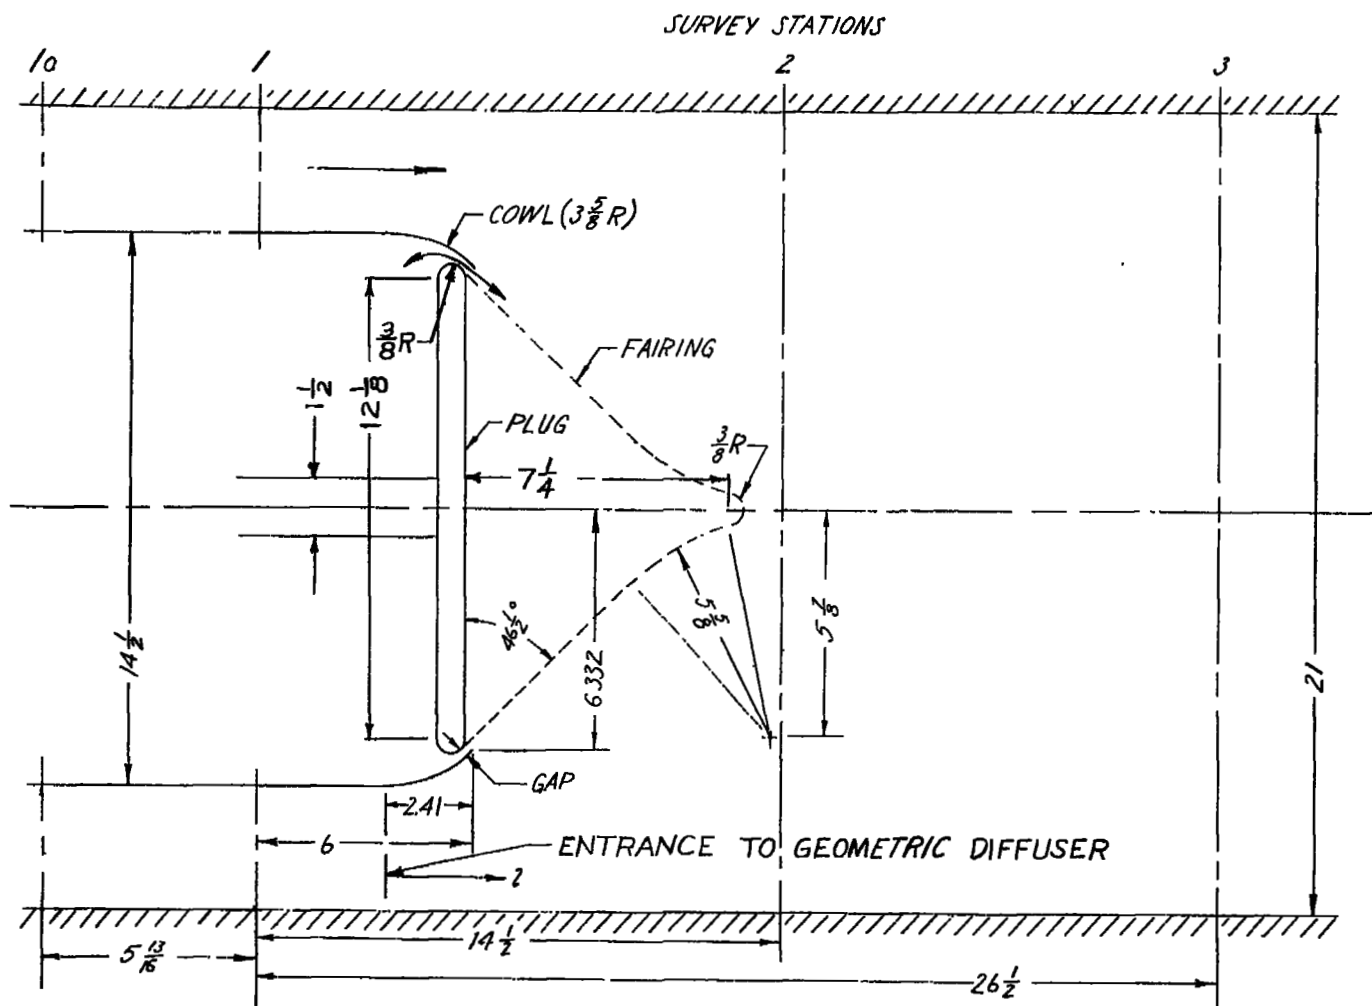 SURVEY STATIONS
1a 1 2 3
COWL (3 5/8 R)
3/8 R
FAIRING
1 1/2
12 1/8
PLUG
3/8 R
7 1/4
14 1/2
46 1/2°
6 332
5 5/8
5 7/8
21
GAP
2.41
6
ENTRANCE TO GEOMETRIC DIFFUSER
l
14 1/2
5 13/16
26 1/2